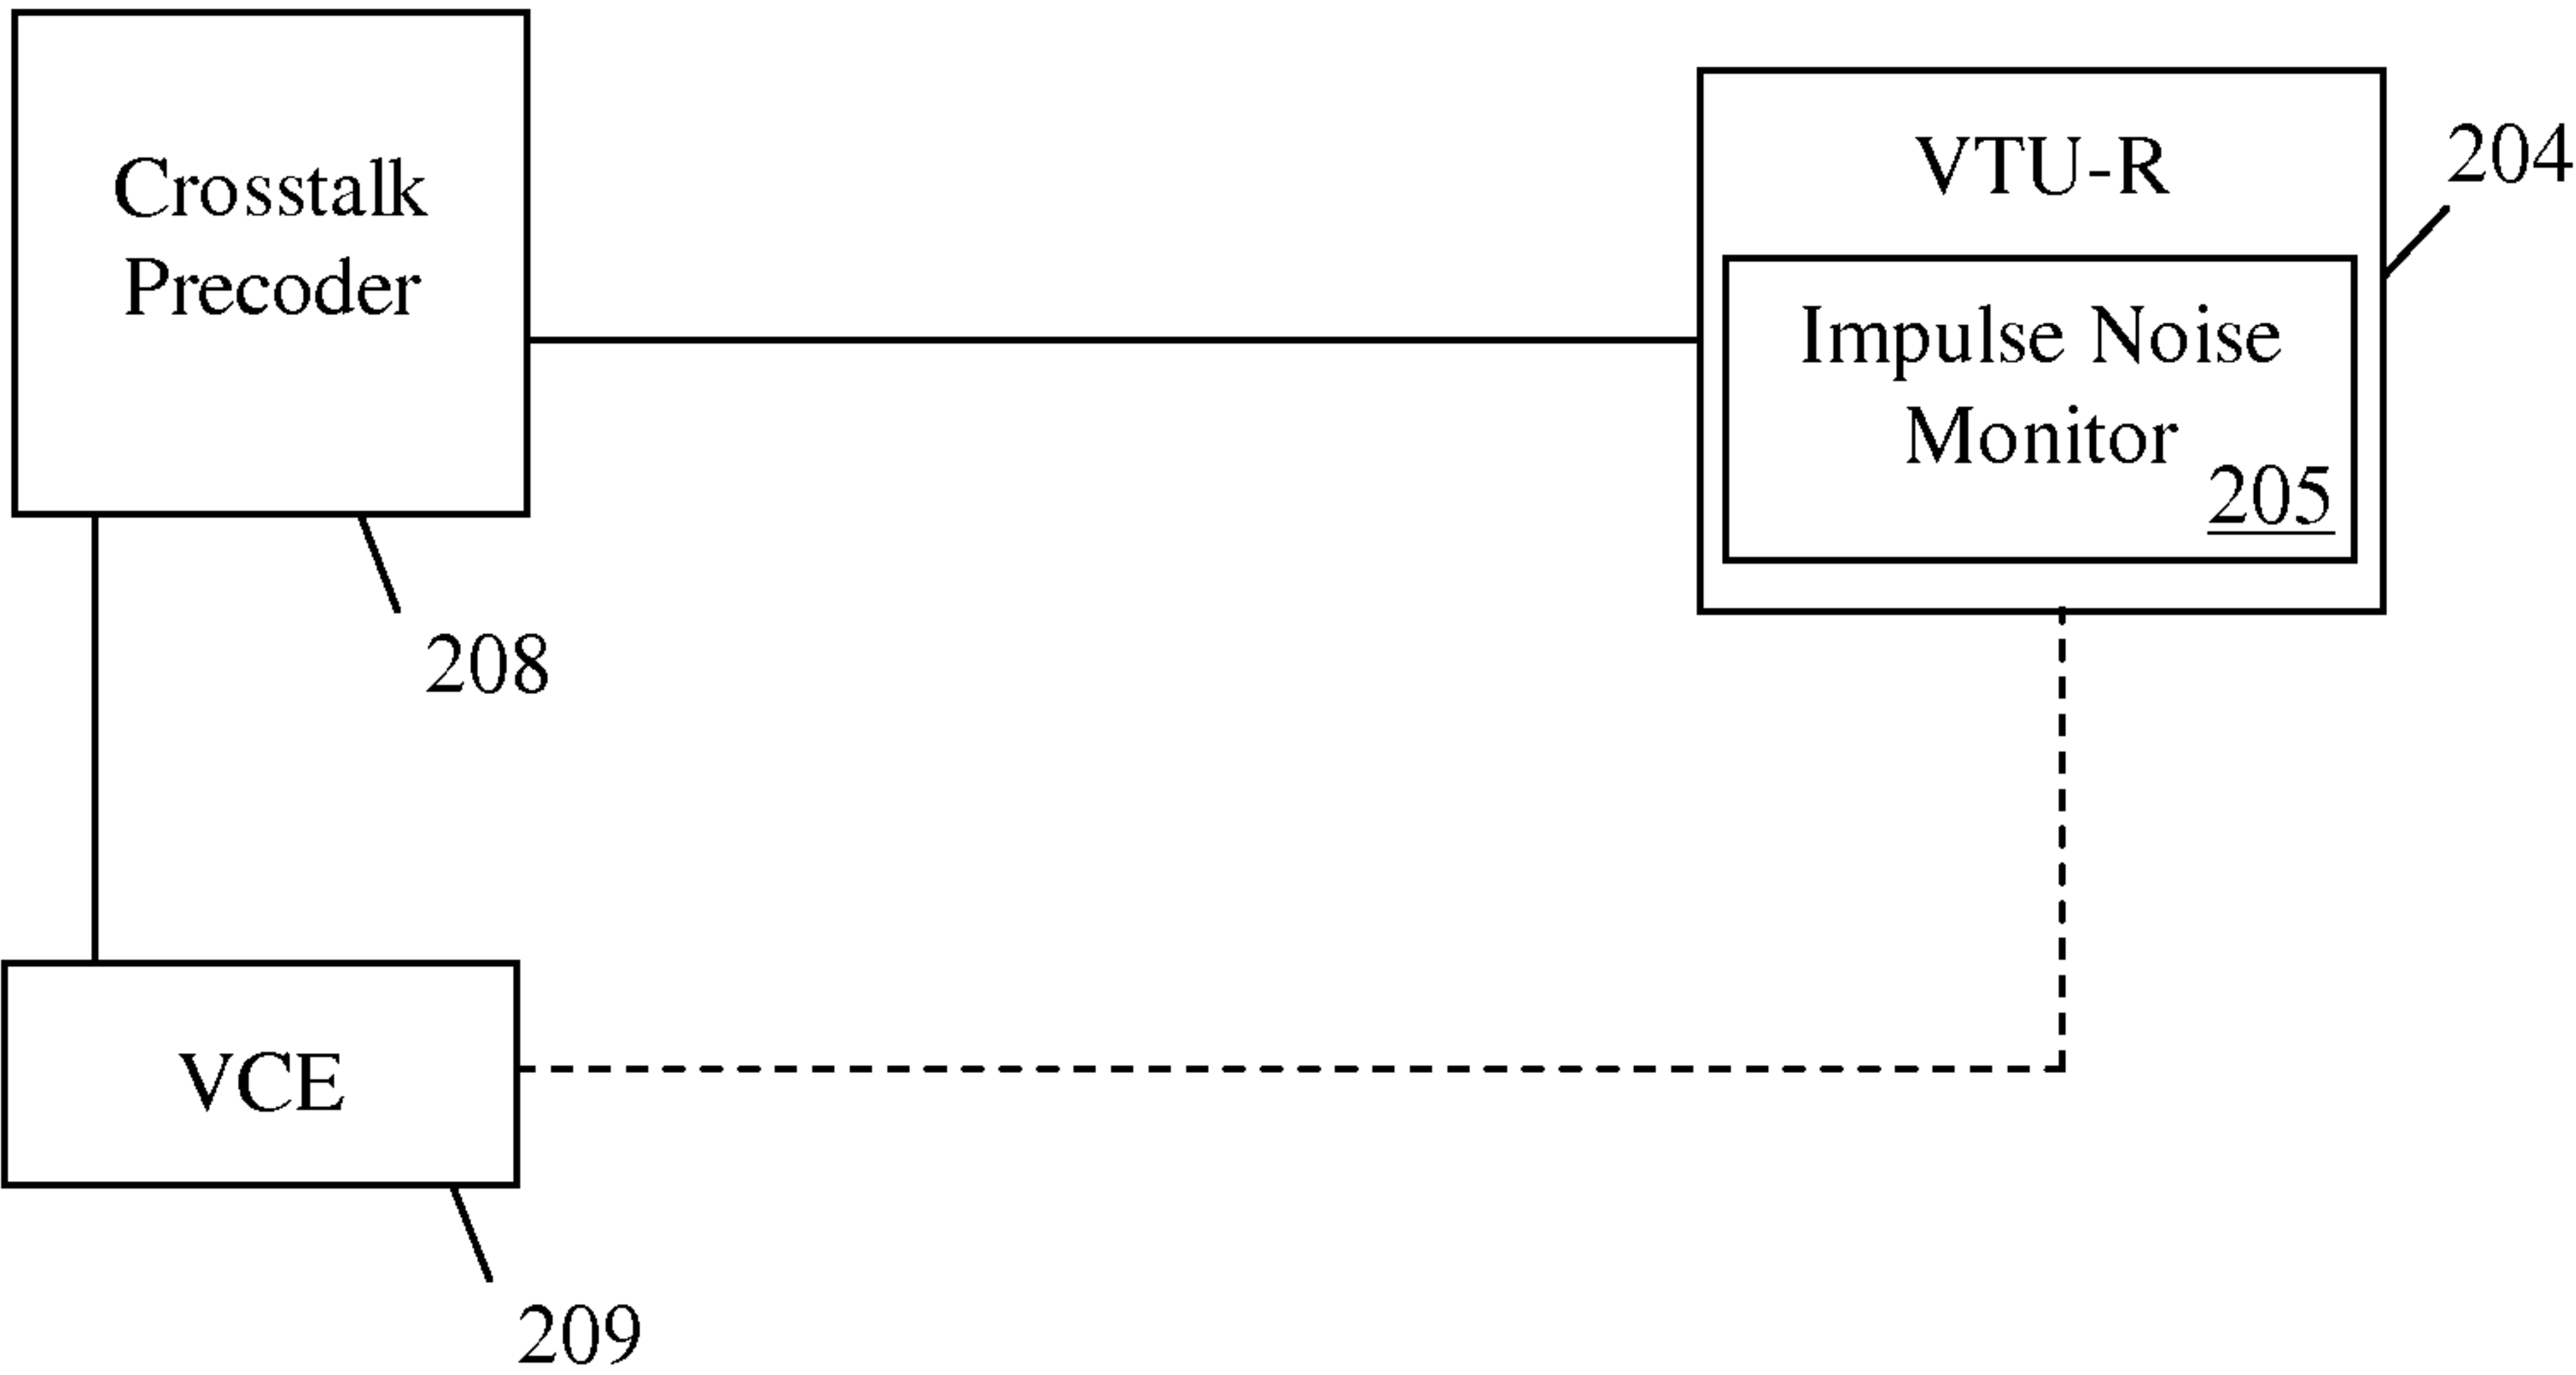 Crosstalk
Precoder
208
VTU-R
204
Impulse Noise
Monitor
205
VCE
209